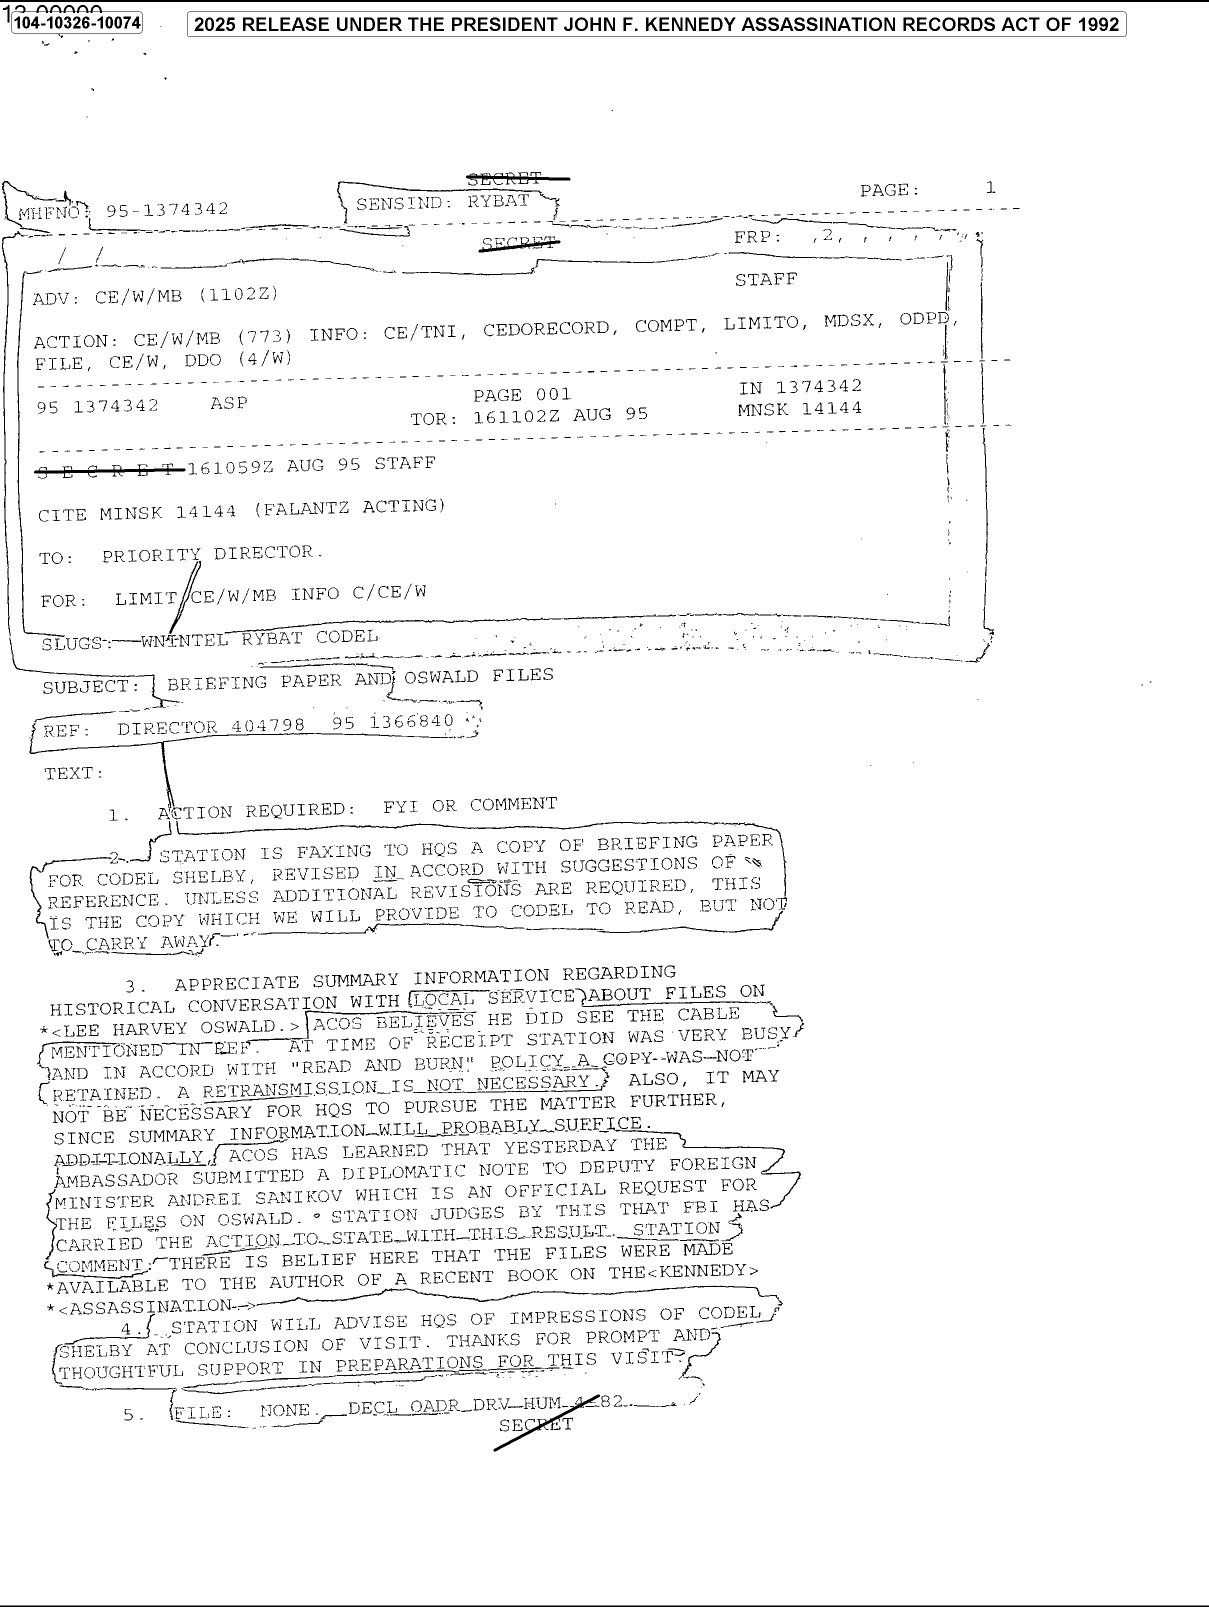 13-00000
104-10326-10074
2025 RELEASE UNDER THE PRESIDENT JOHN F. KENNEDY ASSASSINATION RECORDS ACT OF 1992
SECRET
MHFNO: 95-1374342 SENSIND: RYBAT PAGE: 1
SECRET FRP: ,2, , , , ,
/ /
STAFF
ADV: CE/W/MB (1102Z)
ACTION: CE/W/MB (773) INFO: CE/TNI, CEDORECORD, COMPT, LIMITO, MDSX, ODPD,
FILE, CE/W, DDO (4/W)
95 1374342 ASP PAGE 001 IN 1374342
TOR: 161102Z AUG 95 MNSK 14144
S E C R E T 161059Z AUG 95 STAFF
CITE MINSK 14144 (FALANTZ ACTING)
TO: PRIORITY DIRECTOR.
FOR: LIMIT/CE/W/MB INFO C/CE/W
SLUGS: WNINTEL RYBAT CODEL
SUBJECT: BRIEFING PAPER AND OSWALD FILES
REF: DIRECTOR 404798 95 1366840
TEXT:
1. ACTION REQUIRED: FYI OR COMMENT
2. STATION IS FAXING TO HQS A COPY OF BRIEFING PAPER
FOR CODEL SHELBY, REVISED IN ACCORD WITH SUGGESTIONS OF
REFERENCE. UNLESS ADDITIONAL REVISIONS ARE REQUIRED, THIS
IS THE COPY WHICH WE WILL PROVIDE TO CODEL TO READ, BUT NOT
TO CARRY AWAY.
3. APPRECIATE SUMMARY INFORMATION REGARDING
HISTORICAL CONVERSATION WITH LOCAL SERVICE ABOUT FILES ON
*<LEE HARVEY OSWALD.> ACOS BELIEVES HE DID SEE THE CABLE
MENTIONED IN REF. AT TIME OF RECEIPT STATION WAS VERY BUSY
AND IN ACCORD WITH "READ AND BURN" POLICY A COPY WAS NOT
RETAINED. A RETRANSMISSION IS NOT NECESSARY. ALSO, IT MAY
NOT BE NECESSARY FOR HQS TO PURSUE THE MATTER FURTHER,
SINCE SUMMARY INFORMATION WILL PROBABLY SUFFICE.
ADDITIONALLY, ACOS HAS LEARNED THAT YESTERDAY THE
AMBASSADOR SUBMITTED A DIPLOMATIC NOTE TO DEPUTY FOREIGN
MINISTER ANDREI SANIKOV WHICH IS AN OFFICIAL REQUEST FOR
THE FILES ON OSWALD. STATION JUDGES BY THIS THAT FBI HAS
CARRIED THE ACTION TO STATE WITH THIS RESULT. STATION
COMMENT: THERE IS BELIEF HERE THAT THE FILES WERE MADE
*AVAILABLE TO THE AUTHOR OF A RECENT BOOK ON THE<KENNEDY>
*<ASSASSINATION >
4. STATION WILL ADVISE HQS OF IMPRESSIONS OF CODEL
SHELBY AT CONCLUSION OF VISIT. THANKS FOR PROMPT AND
THOUGHTFUL SUPPORT IN PREPARATIONS FOR THIS VISIT.
5. FILE: NONE. DECL OADR DRV HUM 4-82.
SECRET